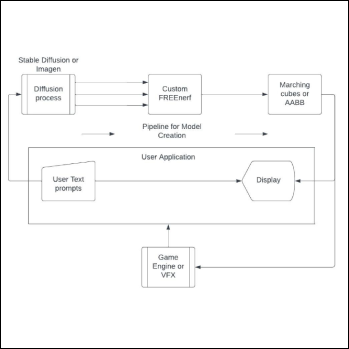 Stable Diffusion or
Imagen
DIffusion
process
Custom
FREEnerf
Marching
cubes or
AABB
Pipeline for Model
Creation
User Application
User Text
prompts
Display
Game
Engine or
VFX